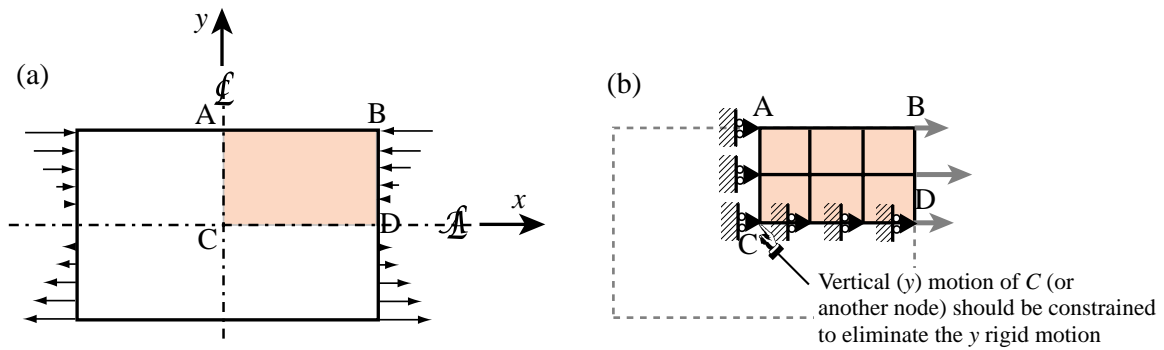 y
(a)
A
B
x
C
D
(b)
A
B
D
C
Vertical (y) motion of C (or
another node) should be constrained
to eliminate the y rigid motion